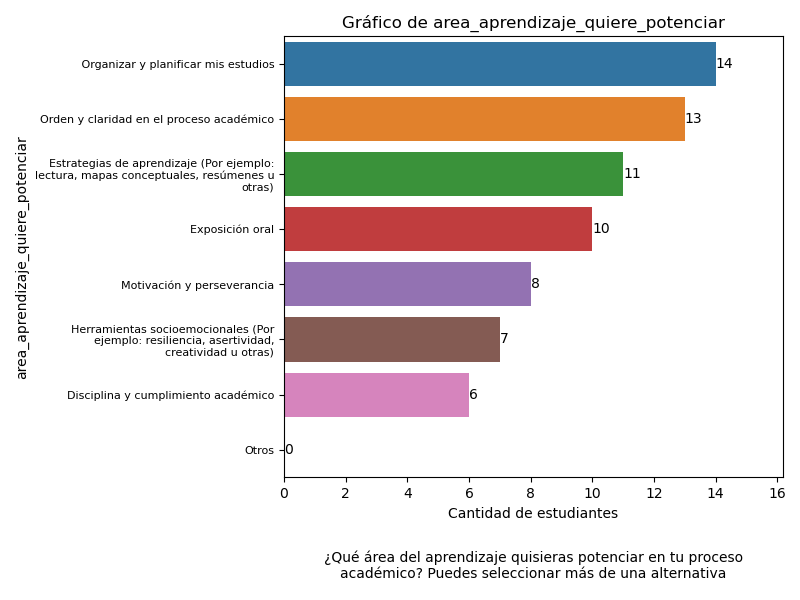 Gráfico de area_aprendizaje_quiere_potenciar
Organizar y planificar mis estudios
14
Orden y claridad en el proceso académico
13
Estrategias de aprendizaje (Por ejemplo:
lectura, mapas conceptuales, resúmenes u
otras)
11
Exposición oral
10
Motivación y perseverancia
8
Herramientas socioemocionales (Por
ejemplo: resiliencia, asertividad,
creatividad u otras)
7
Disciplina y cumplimiento académico
6
Otros
0
area_aprendizaje_quiere_potenciar
0 2 4 6 8 10 12 14 16
Cantidad de estudiantes
¿Qué área del aprendizaje quisieras potenciar en tu proceso
académico? Puedes seleccionar más de una alternativa